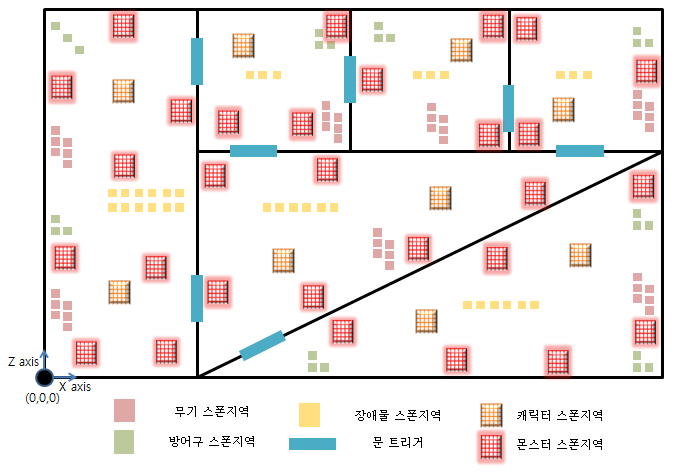 Z axis
X axis
(0,0,0)
무기 스폰지역
장애물 스폰지역
캐릭터 스폰지역
방어구 스폰지역
문 트리거
몬스터 스폰지역